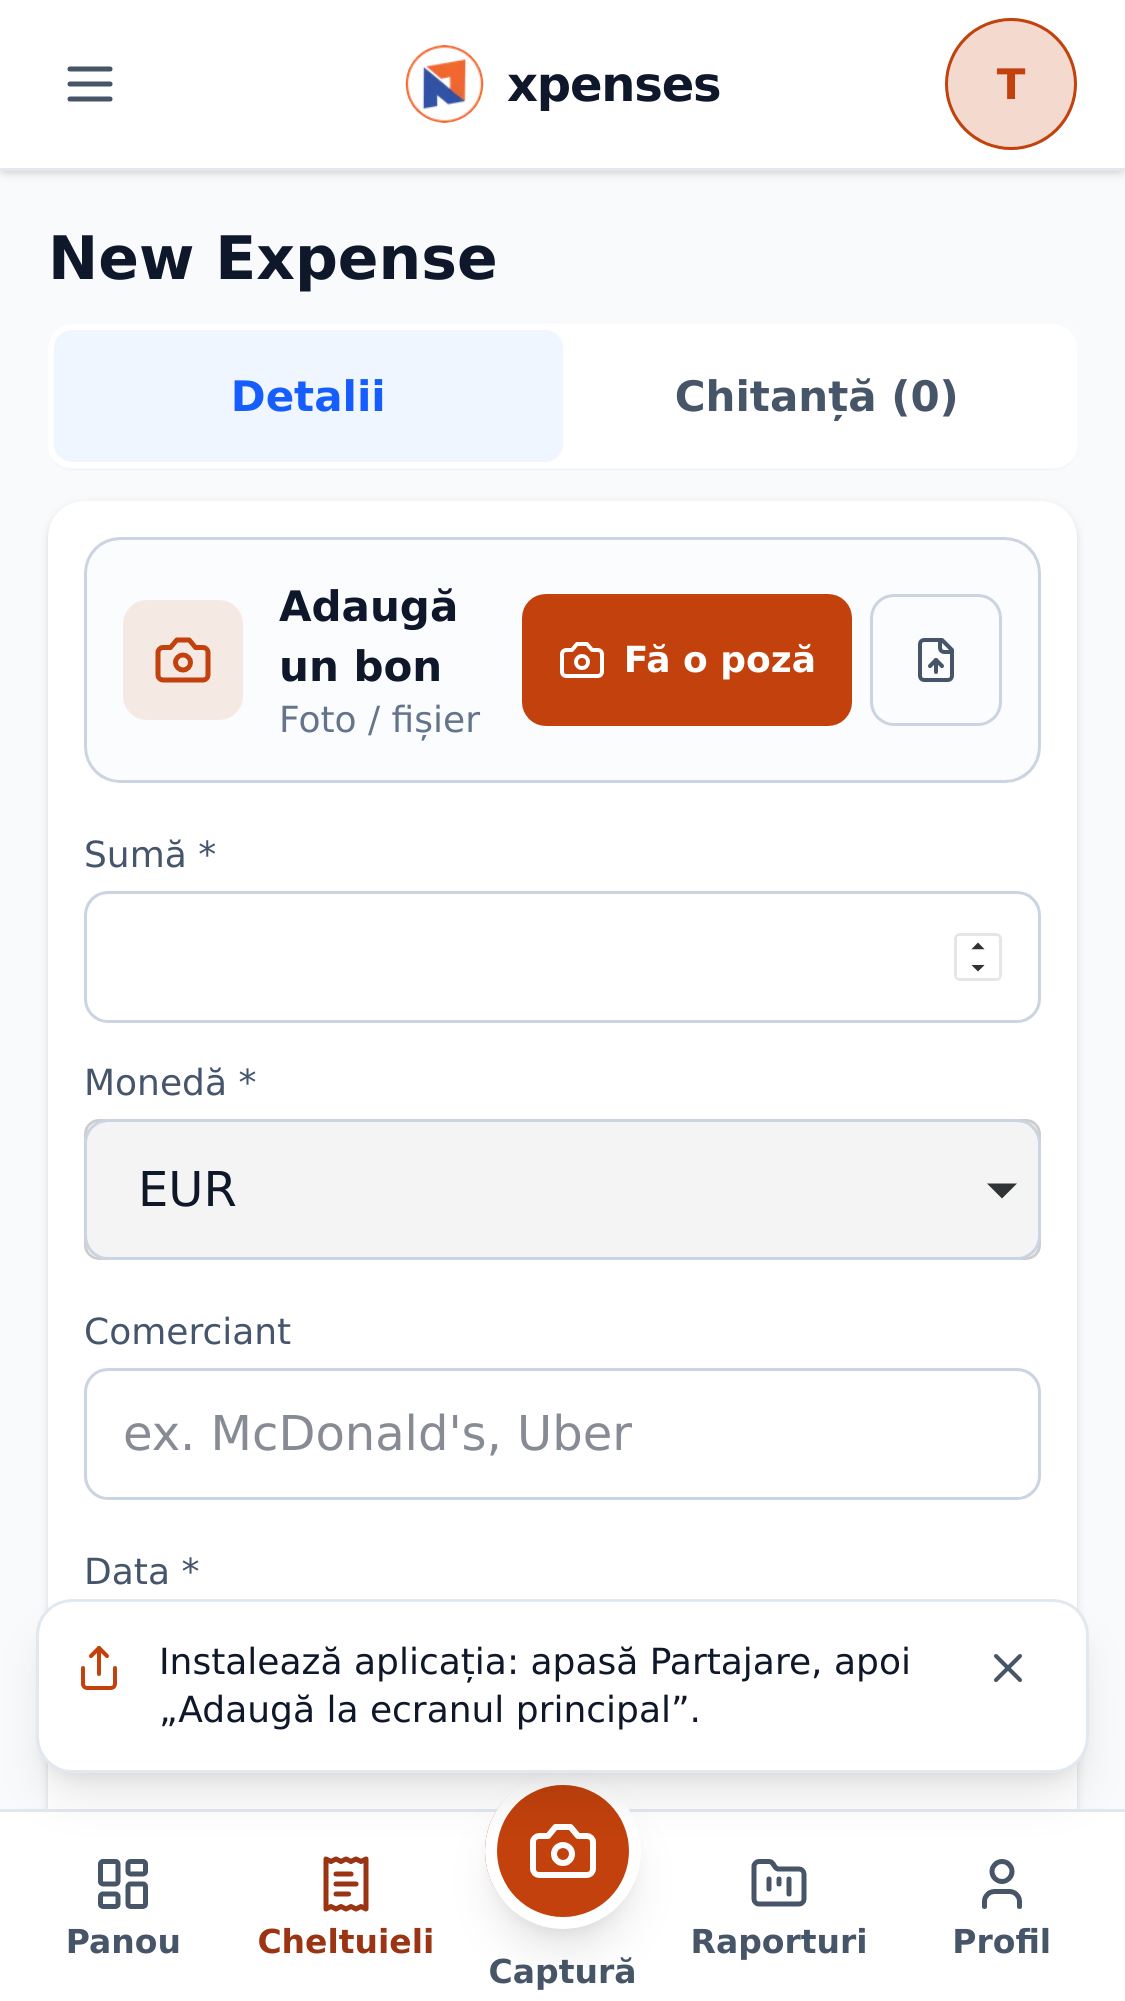 xpenses
T
New Expense
Detalii
Chitanță (0)
Adaugă
un bon
Foto / fișier
Fă o poză
Sumă *
Monedă *
EUR
Comerciant
ex. McDonald's, Uber
Data *
Instalează aplicația: apasă Partajare, apoi
„Adaugă la ecranul principal”.
Panou
Cheltuieli
Captură
Raporturi
Profil